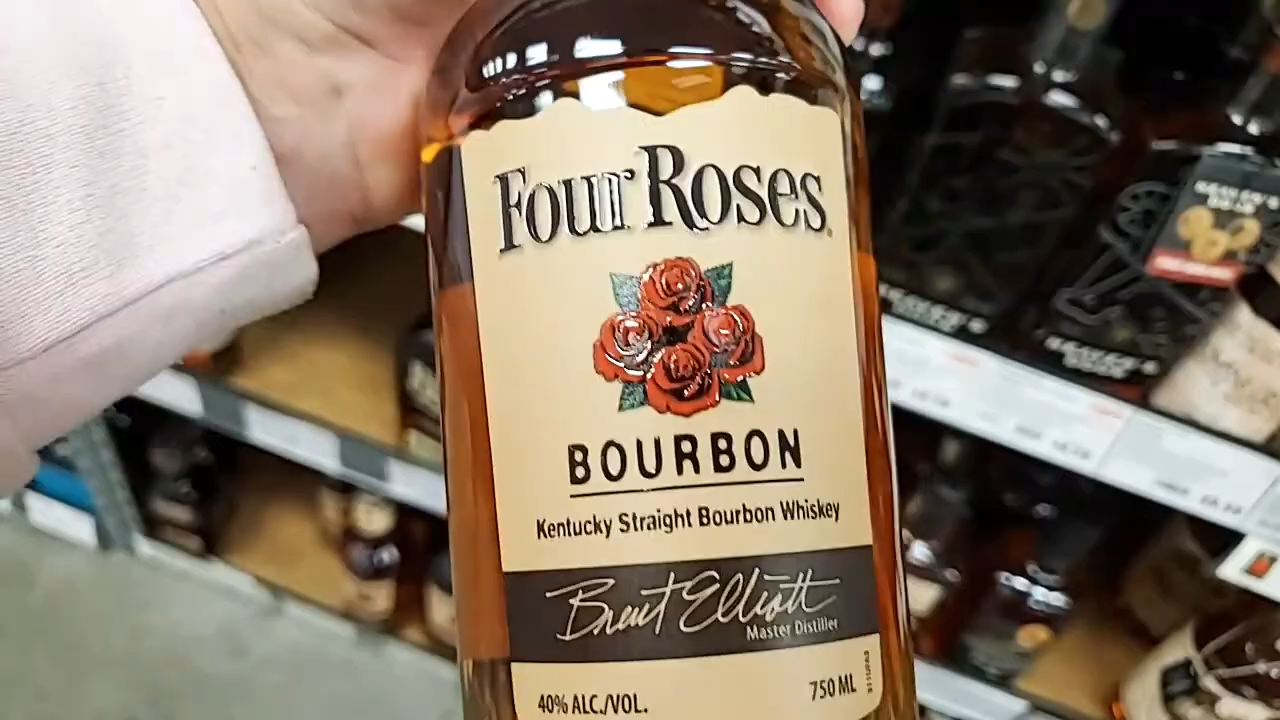 Four Roses
BOURBON
Kentucky Straight Bourbon Whiskey
Brent Elliott
Master Distiller
40% ALC./VOL.
750 ML